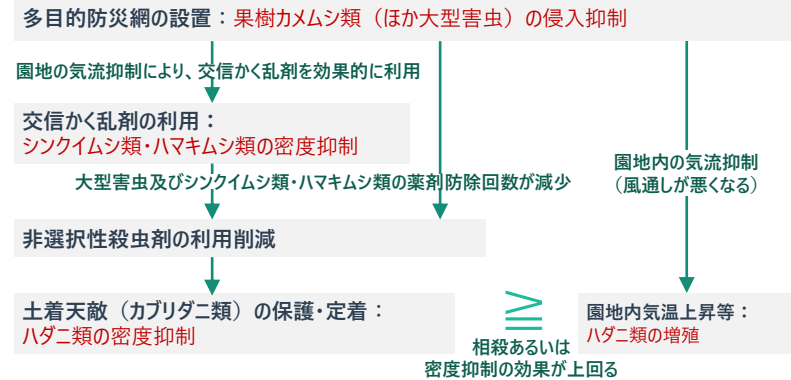 多目的防災網の設置：果樹カメムシ類（ほか大型害虫）の侵入抑制
園地の気流抑制により、交信かく乱剤を効果的に利用
交信かく乱剤の利用：
シンクイムシ類・ハマキムシ類の密度抑制
園地内の気流抑制
（風通しが悪くなる）
大型害虫及びシンクイムシ類・ハマキムシ類の薬剤防除回数が減少
非選択性殺虫剤の利用削減
土着天敵（カブリダニ類）の保護・定着：
ハダニ類の密度抑制
≧
相殺あるいは
密度抑制の効果が上回る
園地内気温上昇等：
ハダニ類の増殖